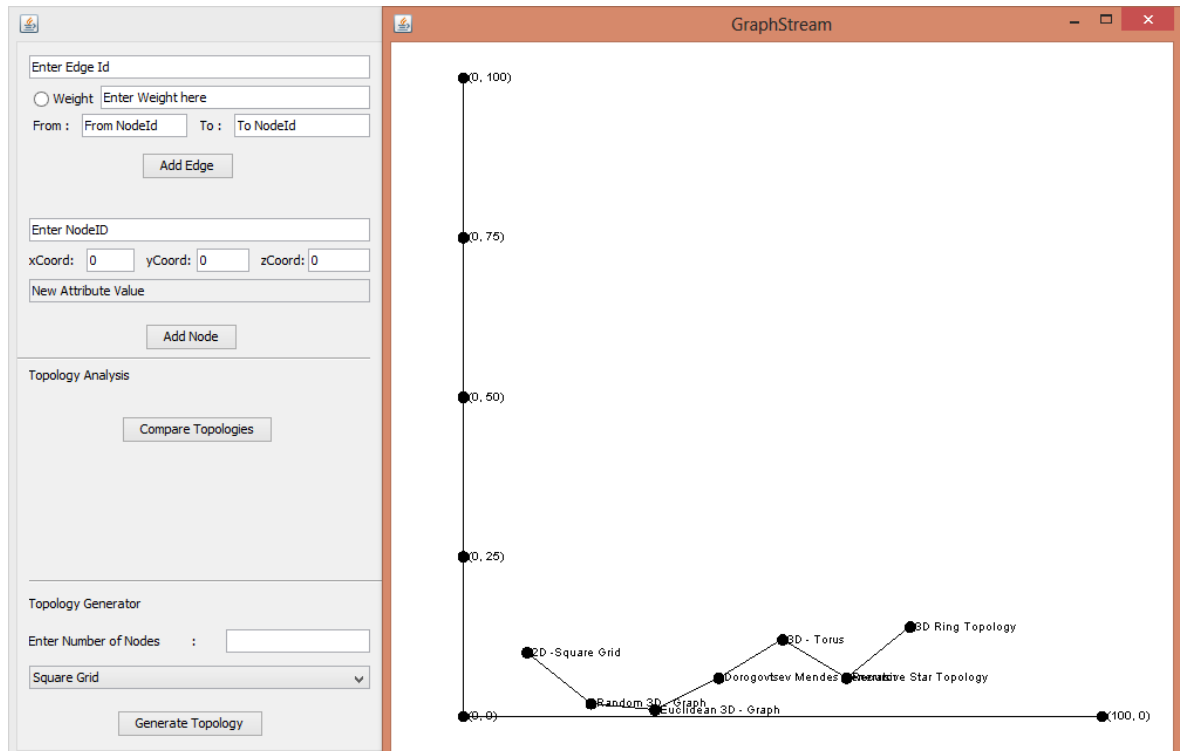 Enter Edge Id
Weight Enter Weight here
From : From NodeId To : To NodeId
Add Edge
Enter NodeID
xCoord: 0 yCoord: 0 zCoord: 0
New Attribute Value
Add Node
Topology Analysis
Compare Topologies
Topology Generator
Enter Number of Nodes :
Square Grid
Generate Topology
GraphStream
(0, 100)
(0, 75)
(0, 50)
(0, 25)
3D Ring Topology
3D - Torus
2D -Square Grid
Dorogovtsev Mendes
Star Topology
Random 3D - Graph
Euclidean 3D - Graph
(0, 0)
(100, 0)